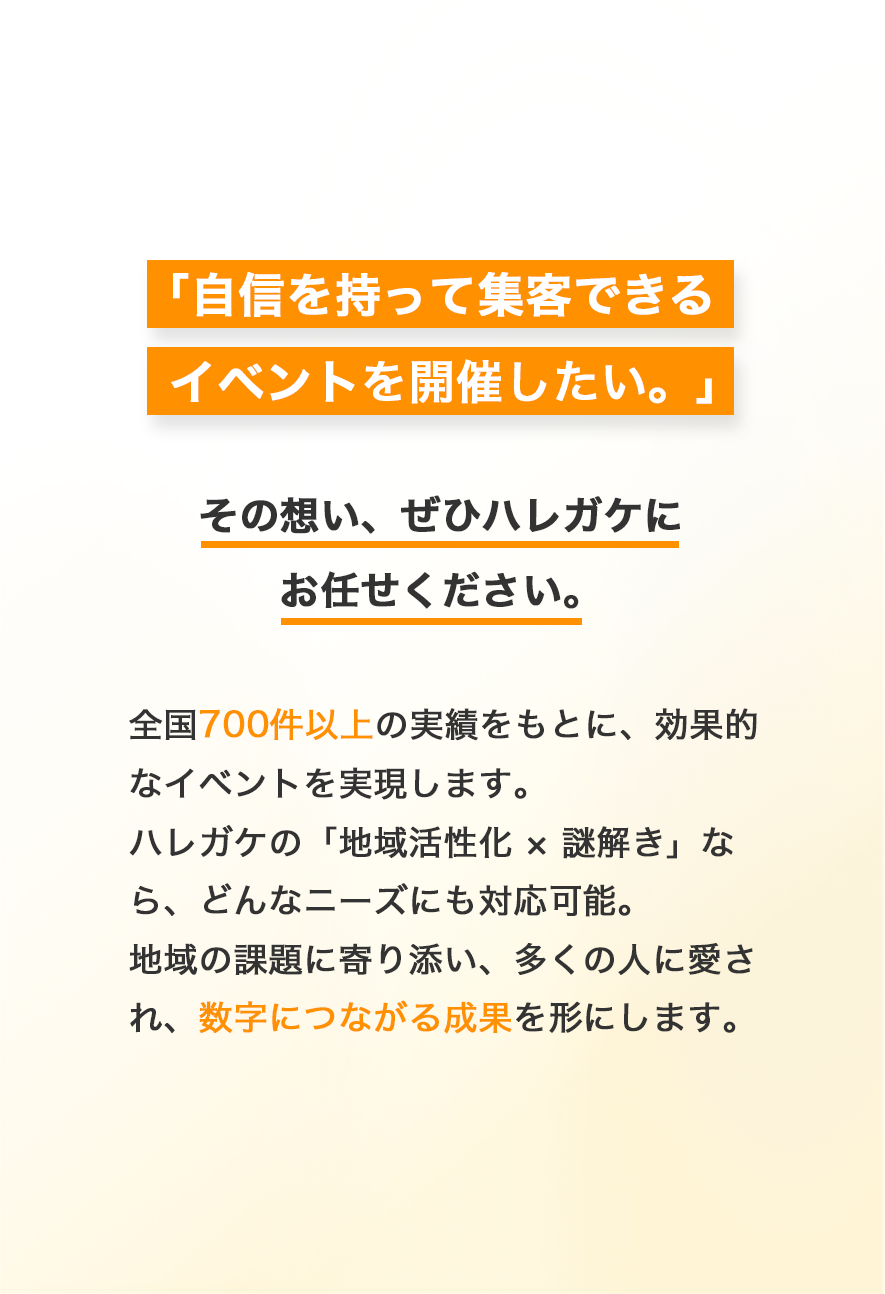 「自信を持って集客できる
イベントを開催したい。」
その想い、ぜひハレガケに
お任せください。
全国700件以上の実績をもとに、効果的
なイベントを実現します。
ハレガケの「地域活性化 × 謎解き」な
ら、どんなニーズにも対応可能。
地域の課題に寄り添い、多くの人に愛さ
れ、数字につながる成果を形にします。